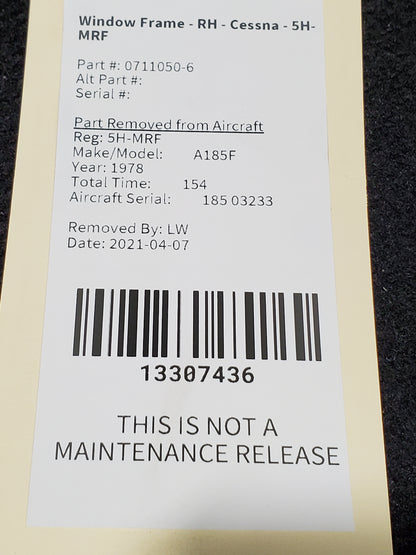 Window Frame - RH - Cessna - 5H-
MRF
Part #: 0711050-6
Alt Part #:
Serial #:
Part Removed from Aircraft
Reg: 5H-MRF
Make/Model: A185F
Year: 1978
Total Time: 154
Aircraft Serial: 185 03233
Removed By: LW
Date: 2021-04-07
13307436
THIS IS NOT A
MAINTENANCE RELEASE